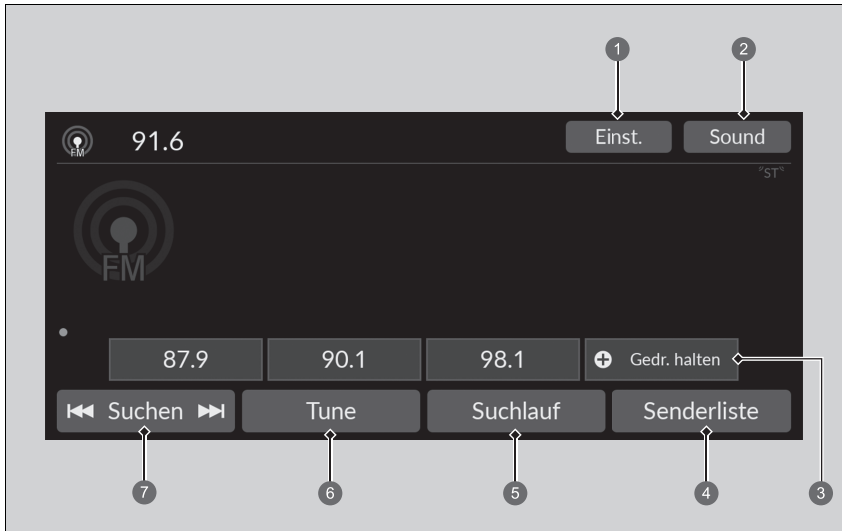 1 2
FM 91.6 Einst. Sound
"ST"
FM
87.9 90.1 98.1 Gedr. halten
Suchen Tune Suchlauf Senderliste
7 6 5 4 3